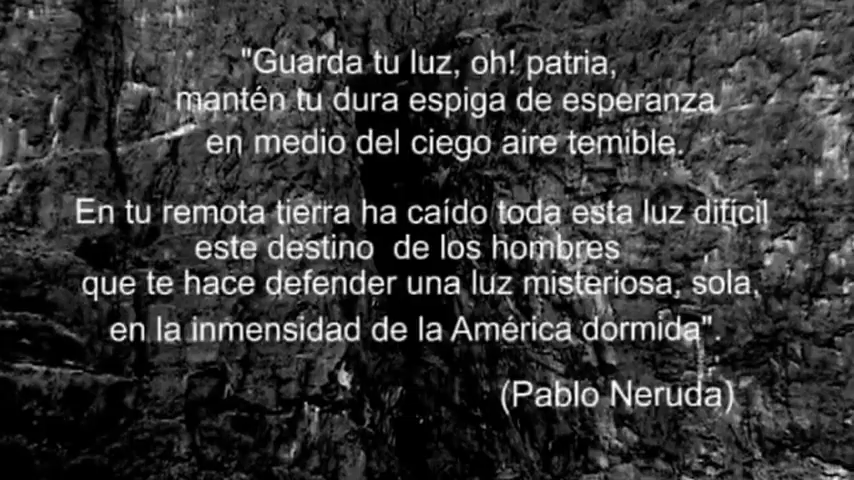 "Guarda tu luz, oh! patria,
mantén tu dura espiga de esperanza
en medio del ciego aire temible.
En tu remota tierra ha caído toda esta luz difícil
este destino de los hombres
que te hace defender una luz misteriosa, sola,
en la inmensidad de la América dormida".
(Pablo Neruda)